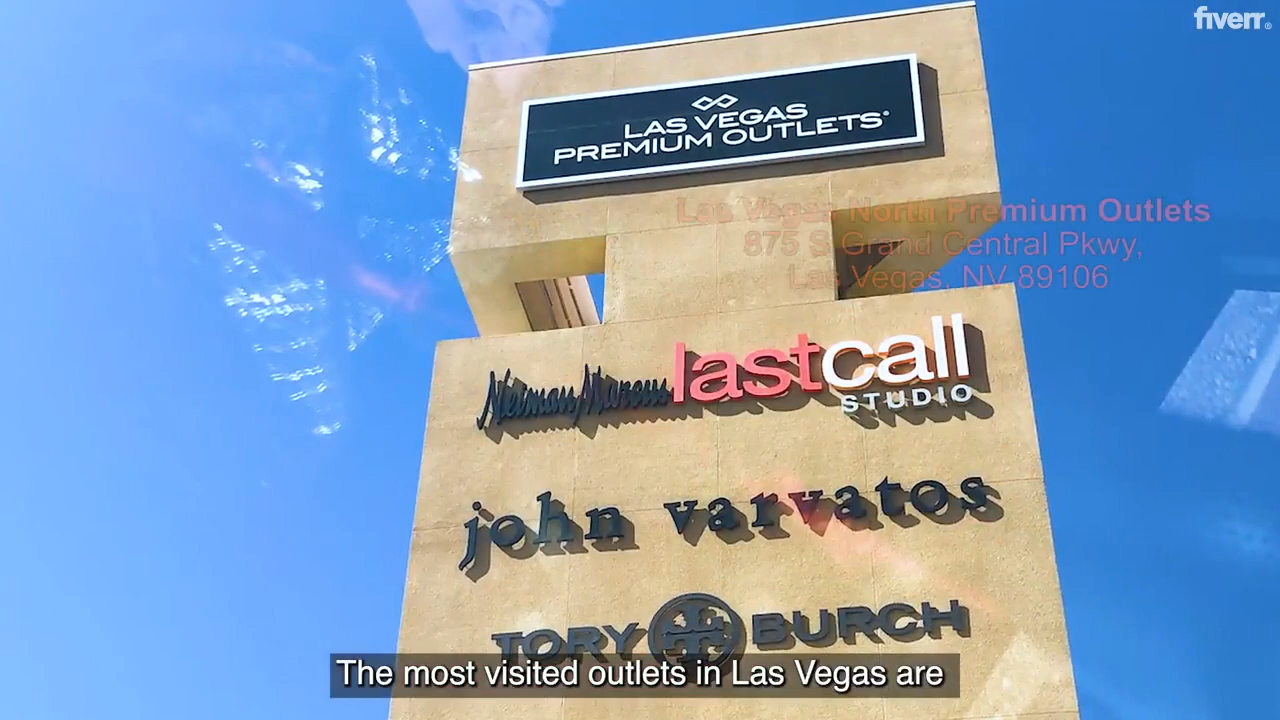 fiverr®
LAS VEGAS
PREMIUM OUTLETS®
Las Vegas North Premium Outlets
875 S Grand Central Pkwy,
Las Vegas, NV 89106
Neiman Marcus lastcall
STUDIO
john varvatos
TORY BURCH
The most visited outlets in Las Vegas are